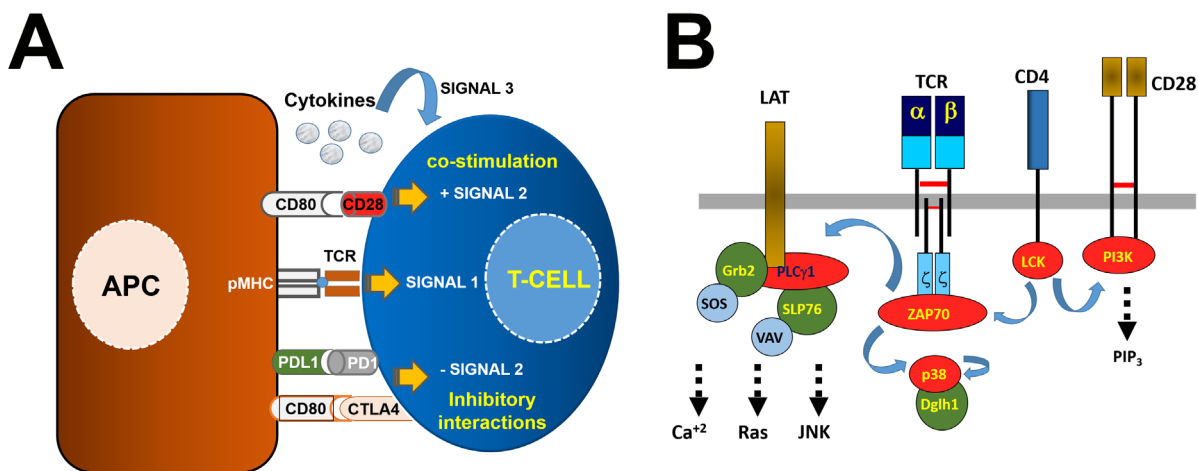 A
Cytokines
SIGNAL 3
co-stimulation
CD80
CD28
+ SIGNAL 2
TCR
APC
pMHC
SIGNAL 1
T-CELL
PDL1
PD1
- SIGNAL 2
CD80
CTLA4
Inhibitory
interactions
B
LAT
TCR
CD4
CD28
α
β
Grb2
PLCγ1
SOS
SLP76
VAV
ζ
ζ
ZAP70
LCK
PI3K
p38
Dglh1
PIP₃
Ca⁺²
Ras
JNK